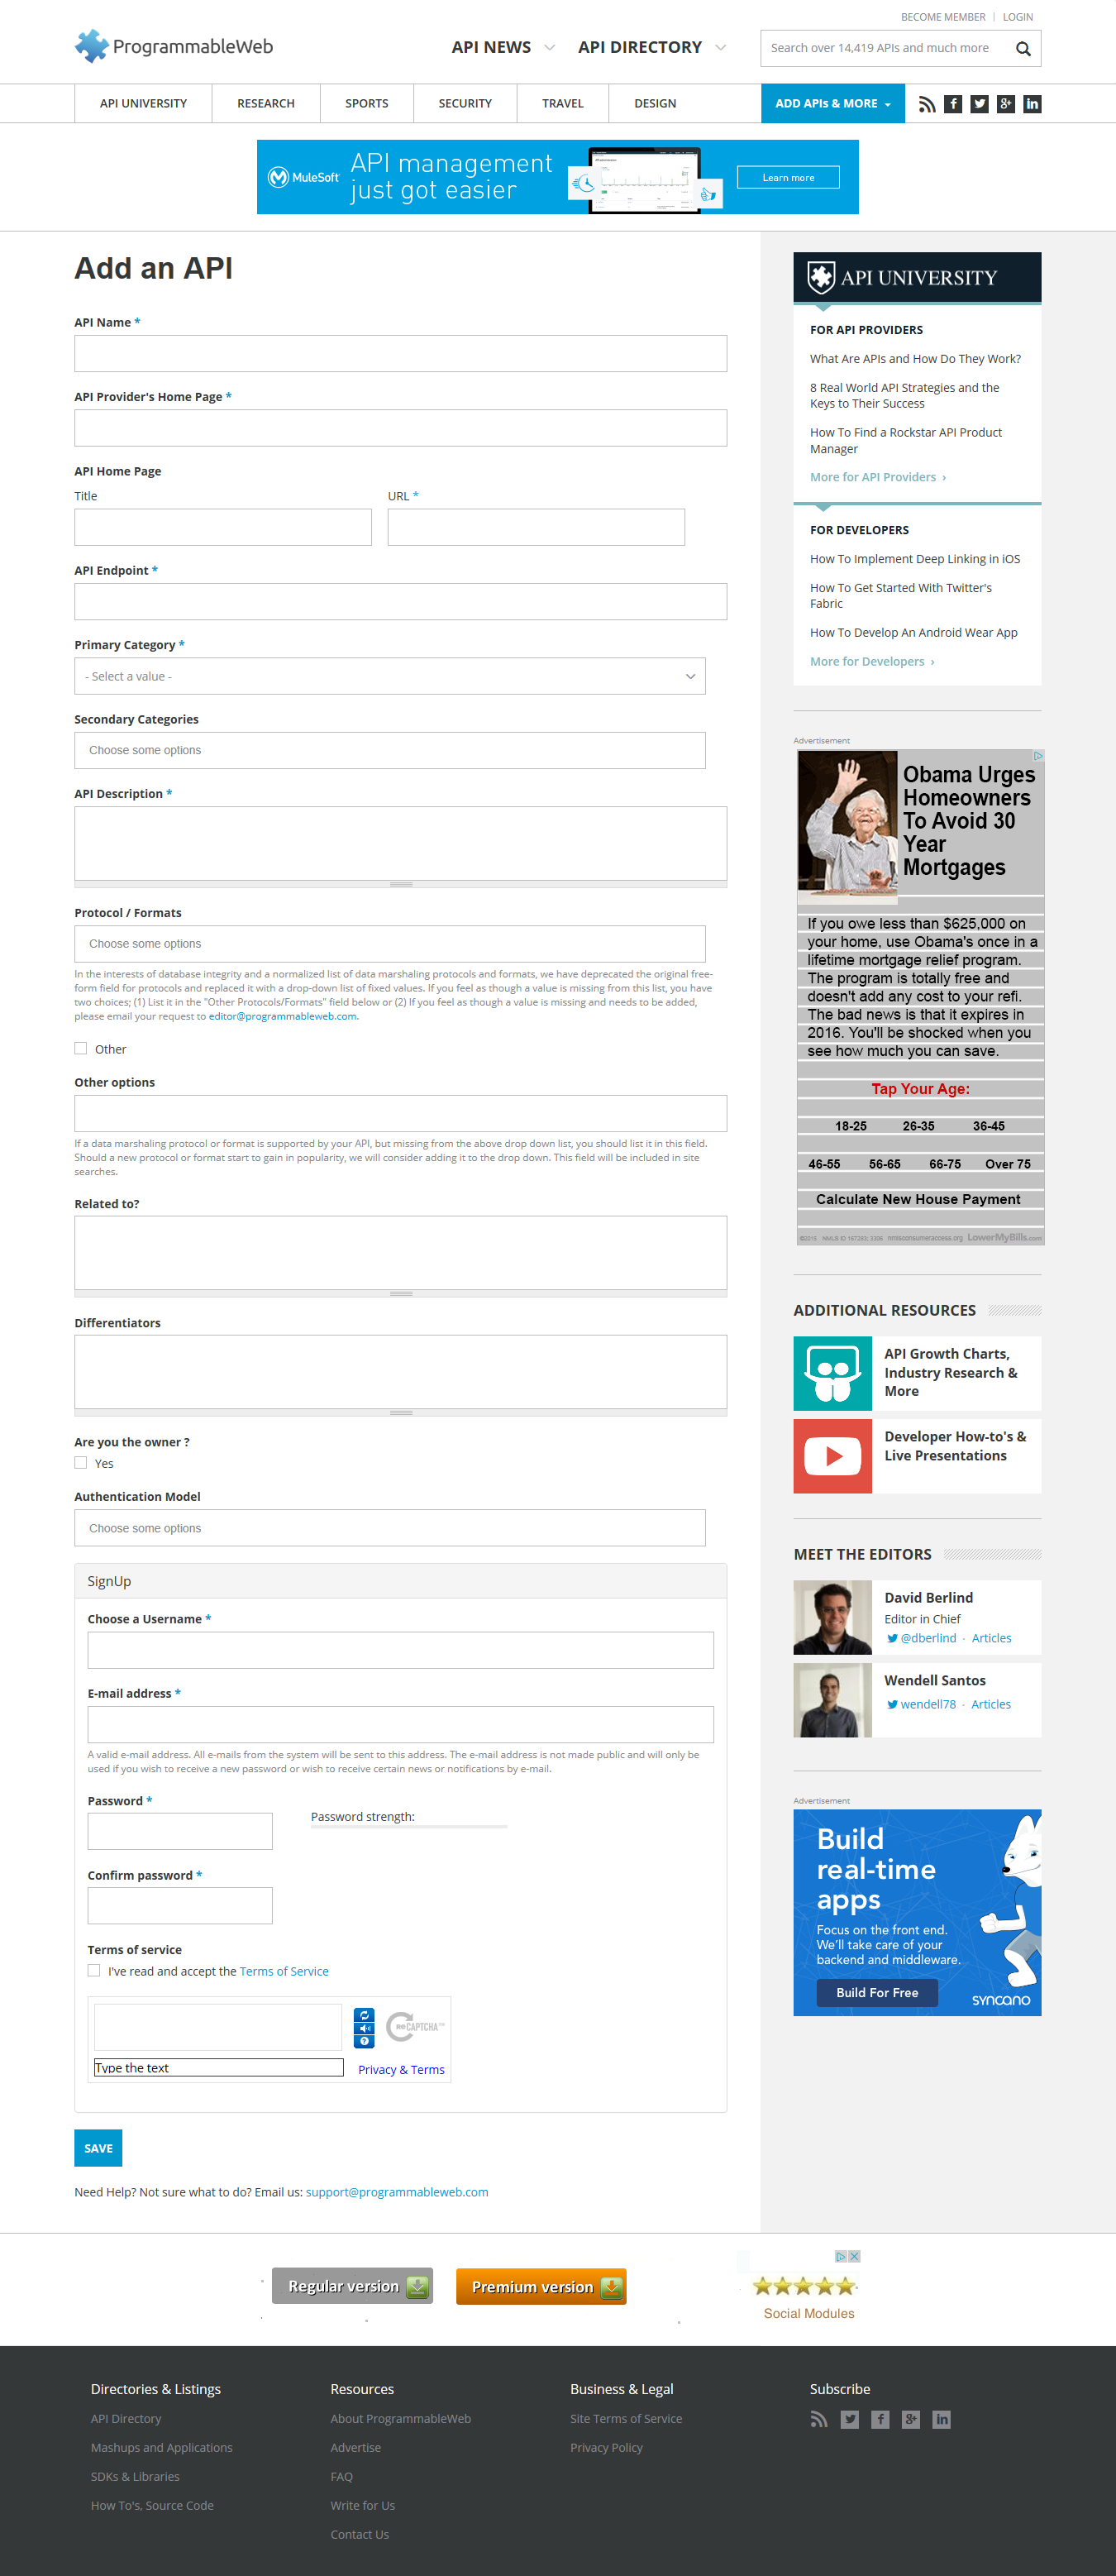 BECOME MEMBER | LOGIN
ProgrammableWeb
API NEWS
API DIRECTORY
Search over 14,419 APIs and much more
API UNIVERSITY
RESEARCH
SPORTS
SECURITY
TRAVEL
DESIGN
ADD APIs & MORE
MuleSoft
API management
just got easier
Learn more
Add an API
API Name *
API Provider's Home Page *
API Home Page
Title
URL *
API Endpoint *
Primary Category *
- Select a value -
Secondary Categories
Choose some options
API Description *
Protocol / Formats
Choose some options
In the interests of database integrity and a normalized list of data marshaling protocols and formats, we have deprecated the original free-
form field for protocols and replaced it with a drop-down list of fixed values. If you feel as though a value is missing from this list, you have
two choices; (1) List it in the "Other Protocols/Formats" field below or (2) If you feel as though a value is missing and needs to be added,
please email your request to editor@programmableweb.com.
Other
Other options
If a data marshaling protocol or format is supported by your API, but missing from the above drop down list, you should list it in this field.
Should a new protocol or format start to gain in popularity, we will consider adding it to the drop down. This field will be included in site
searches.
Related to?
Differentiators
Are you the owner ?
Yes
Authentication Model
Choose some options
SignUp
Choose a Username *
E-mail address *
A valid e-mail address. All e-mails from the system will be sent to this address. The e-mail address is not made public and will only be
used if you wish to receive a new password or wish to receive certain news or notifications by e-mail.
Password *
Password strength:
Confirm password *
Terms of service
I've read and accept the Terms of Service
reCAPTCHA™
Type the text
Privacy & Terms
SAVE
Need Help? Not sure what to do? Email us: support@programmableweb.com
API UNIVERSITY
FOR API PROVIDERS
What Are APIs and How Do They Work?
8 Real World API Strategies and the
Keys to Their Success
How To Find a Rockstar API Product
Manager
More for API Providers ›
FOR DEVELOPERS
How To Implement Deep Linking in iOS
How To Get Started With Twitter's
Fabric
How To Develop An Android Wear App
More for Developers ›
Advertisement
Obama Urges
Homeowners
To Avoid 30
Year
Mortgages
If you owe less than $625,000 on
your home, use Obama's once in a
lifetime mortgage relief program.
The program is totally free and
doesn't add any cost to your refi.
The bad news is that it expires in
2016. You'll be shocked when you
see how much you can save.
Tap Your Age:
18-25 26-35 36-45
46-55 56-65 66-75 Over 75
Calculate New House Payment
©2015 NMLS ID 167283; 3306 nmlsconsumeraccess.org LowerMyBills.com
ADDITIONAL RESOURCES
API Growth Charts,
Industry Research &
More
Developer How-to's &
Live Presentations
MEET THE EDITORS
David Berlind
Editor in Chief
@dberlind · Articles
Wendell Santos
wendell78 · Articles
Advertisement
Build
real-time
apps
Focus on the front end.
We'll take care of your
backend and middleware.
Build For Free
syncano
Regular version
Premium version
Social Modules
Directories & Listings
API Directory
Mashups and Applications
SDKs & Libraries
How To's, Source Code
Resources
About ProgrammableWeb
Advertise
FAQ
Write for Us
Contact Us
Business & Legal
Site Terms of Service
Privacy Policy
Subscribe